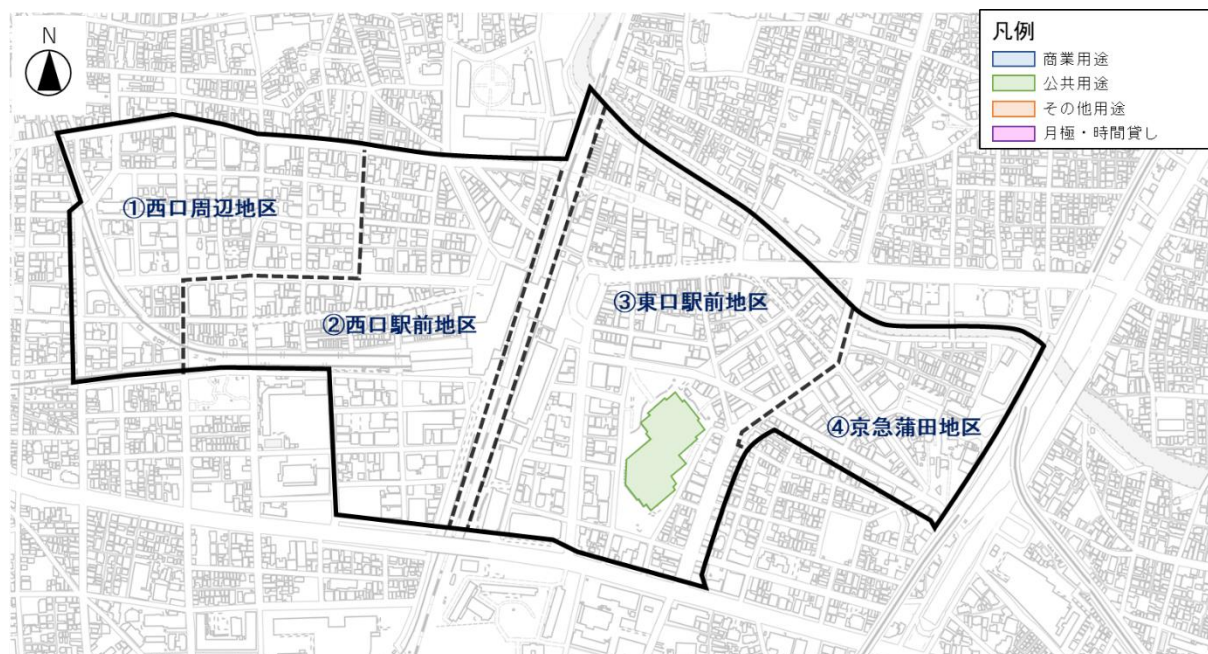 N
凡例
商業用途
公共用途
その他用途
月極・時間貸し
①西口周辺地区
②西口駅前地区
③東口駅前地区
④京急蒲田地区